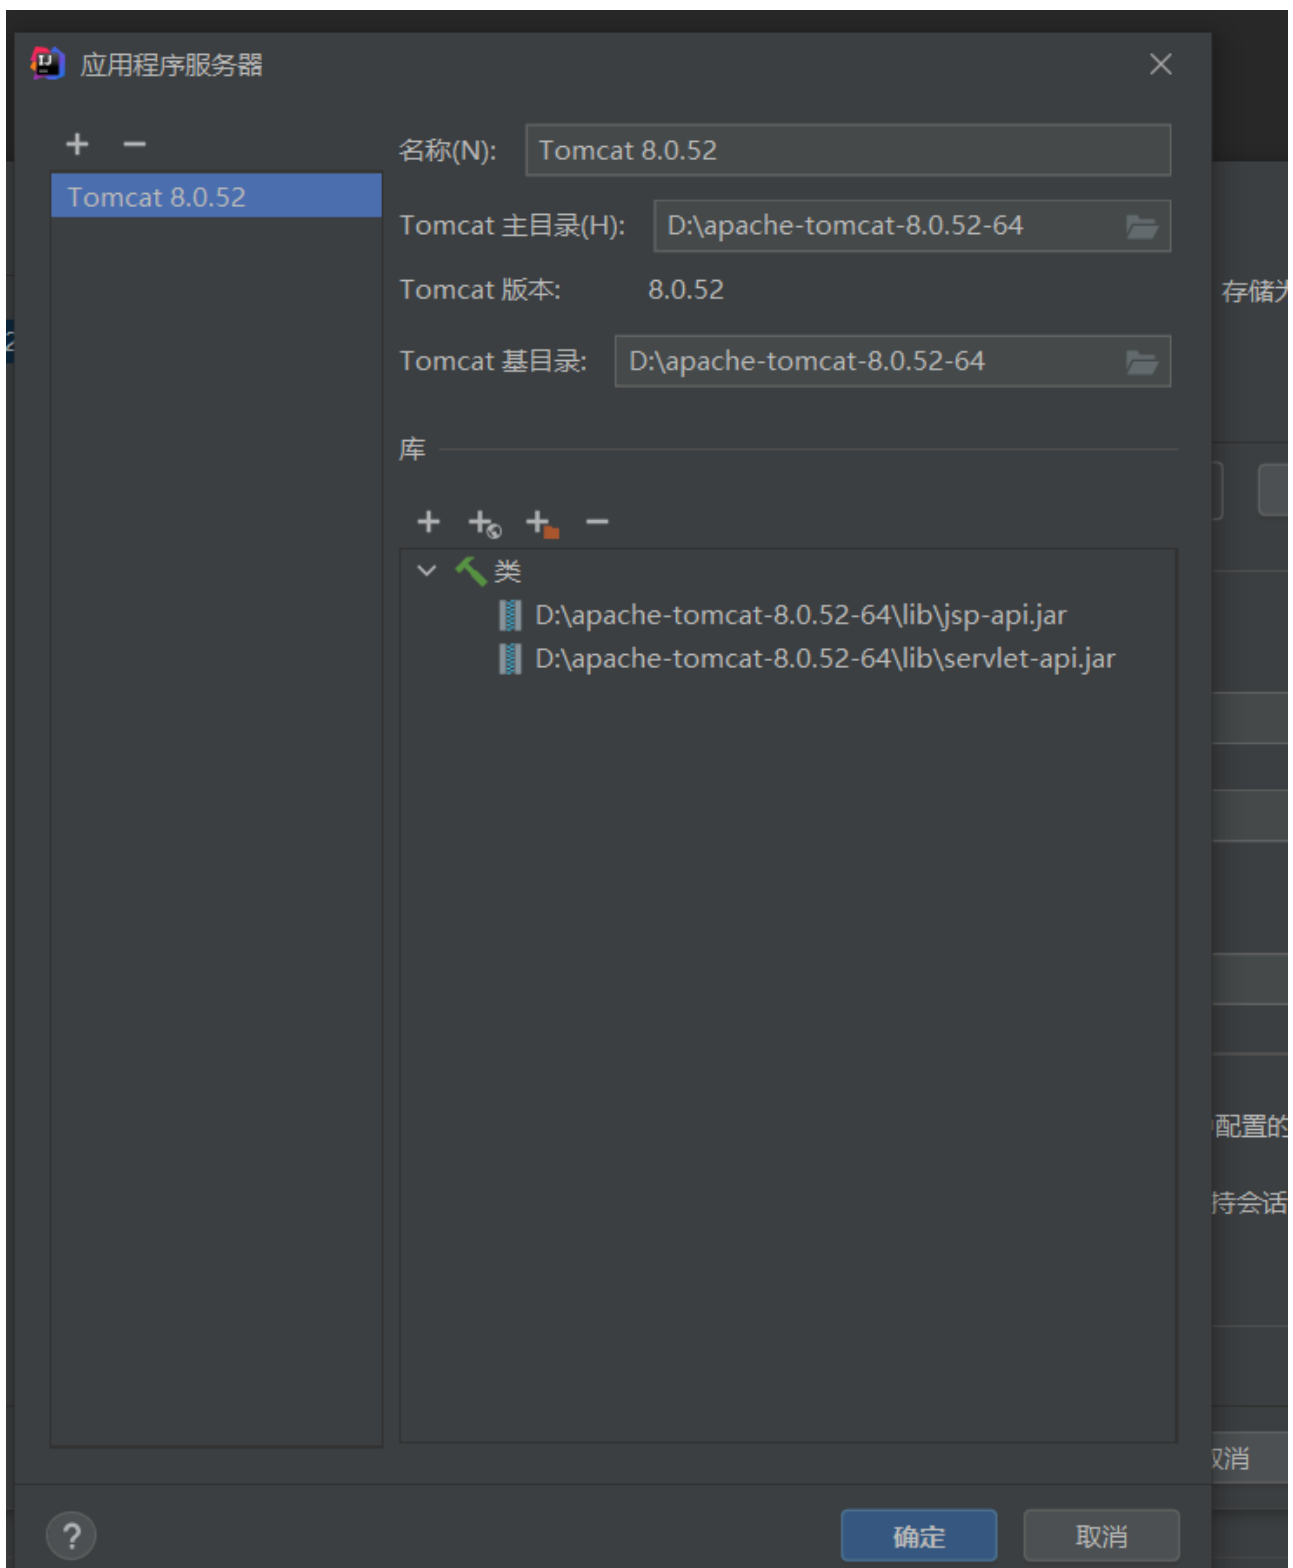 应用程序服务器
名称(N): Tomcat 8.0.52
Tomcat 8.0.52
Tomcat 主目录(H): D:\apache-tomcat-8.0.52-64
Tomcat 版本: 8.0.52
存储为
2
Tomcat 基目录: D:\apache-tomcat-8.0.52-64
库
类
D:\apache-tomcat-8.0.52-64\lib\jsp-api.jar
D:\apache-tomcat-8.0.52-64\lib\servlet-api.jar
配置的
持会话
取消
?
确定
取消